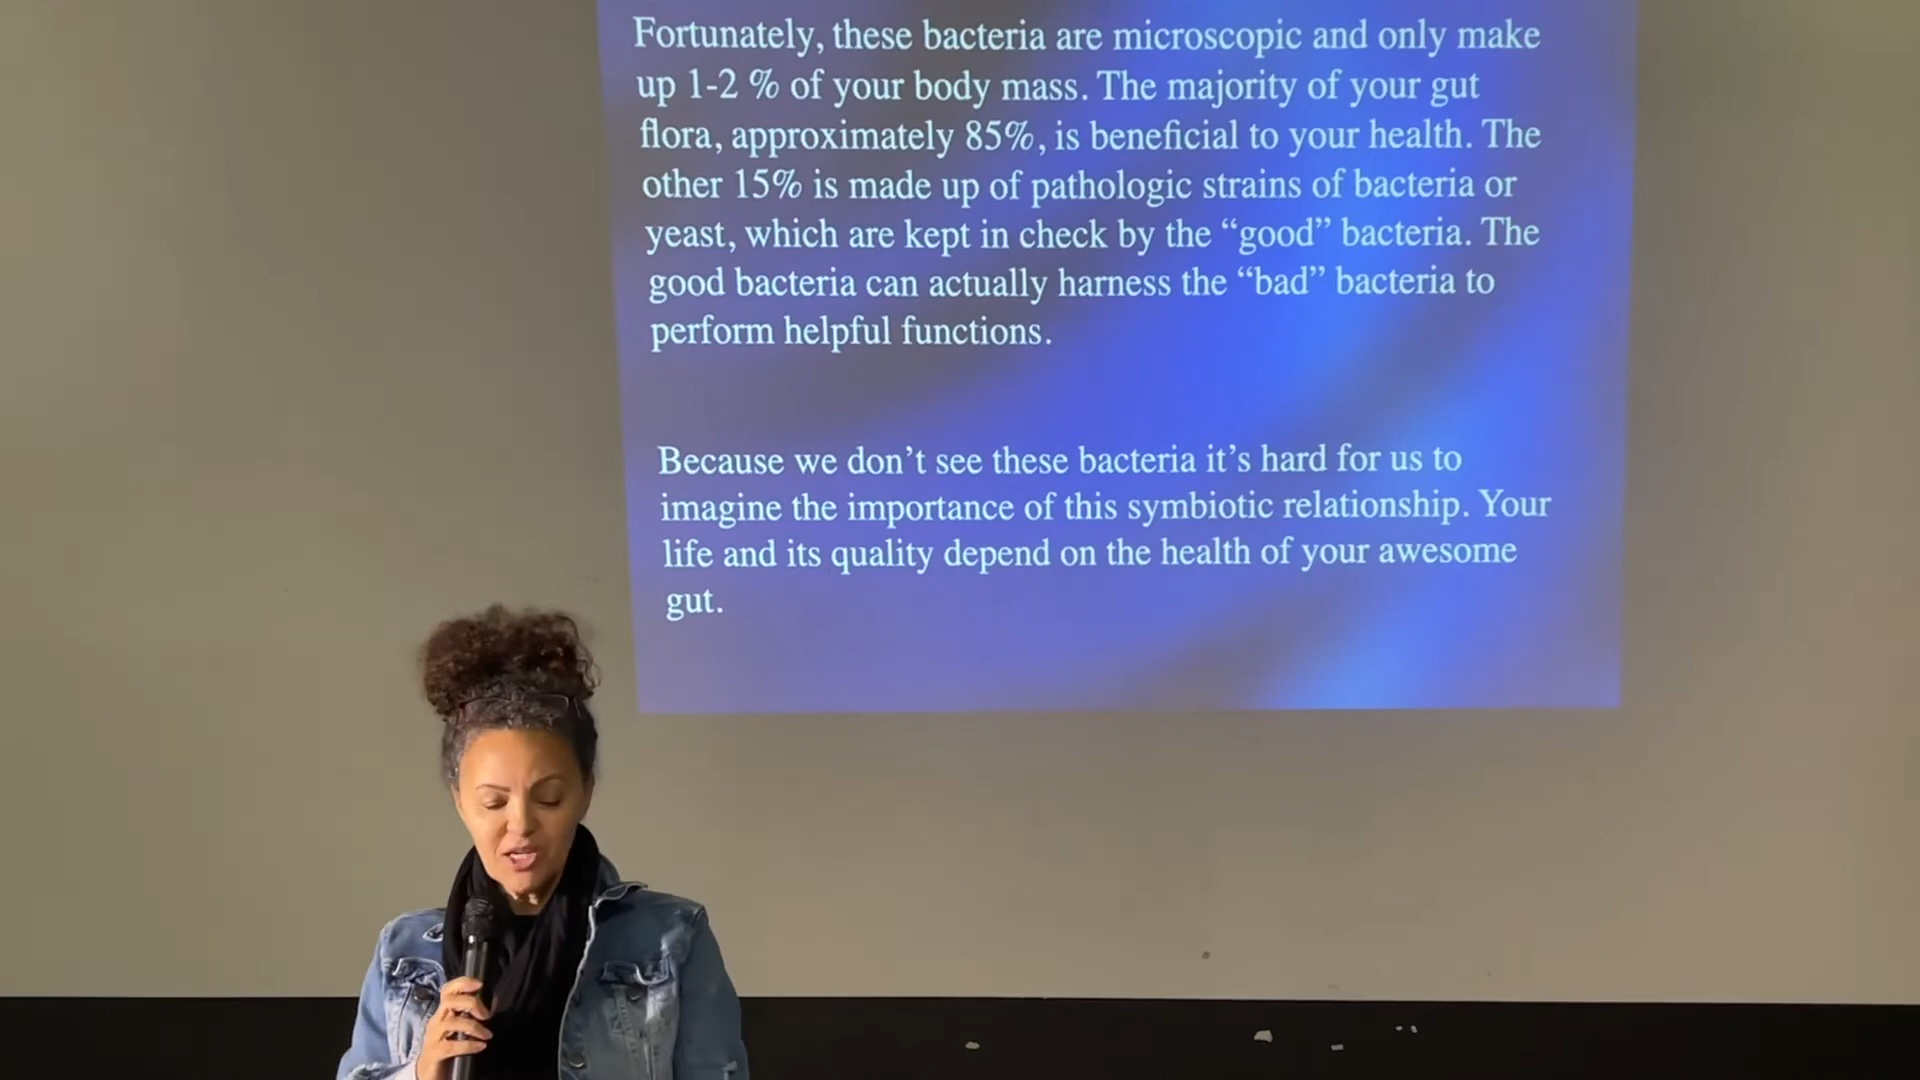 Fortunately, these bacteria are microscopic and only make
up 1-2 % of your body mass. The majority of your gut
flora, approximately 85%, is beneficial to your health. The
other 15% is made up of pathologic strains of bacteria or
yeast, which are kept in check by the “good” bacteria. The
good bacteria can actually harness the “bad” bacteria to
perform helpful functions.
Because we don’t see these bacteria it’s hard for us to
imagine the importance of this symbiotic relationship. Your
life and its quality depend on the health of your awesome
gut.